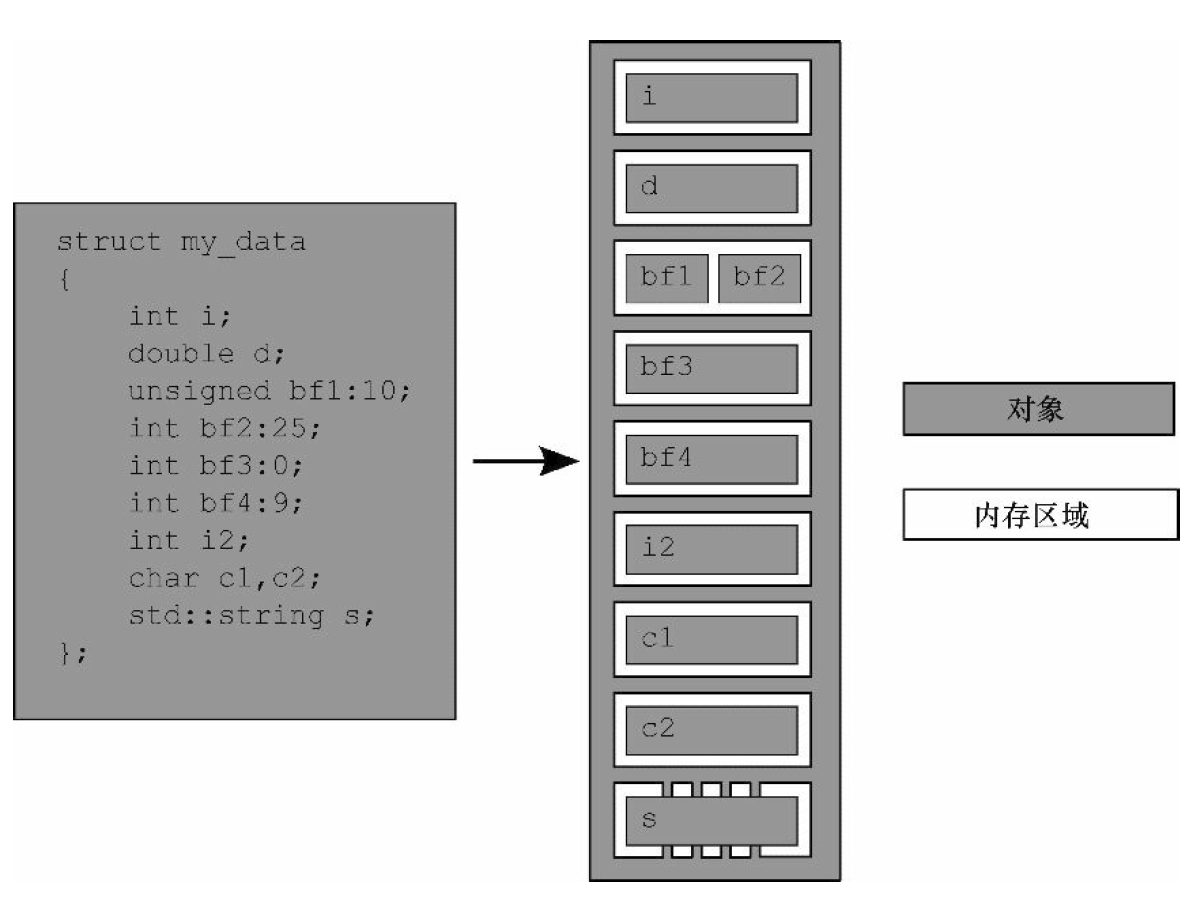 struct my_data
{
int i;
double d;
unsigned bf1:10;
int bf2:25;
int bf3:0;
int bf4:9;
int i2;
char c1,c2;
std::string s;
};
i
d
bf1 bf2
bf3
bf4
i2
c1
c2
s
对象
内存区域